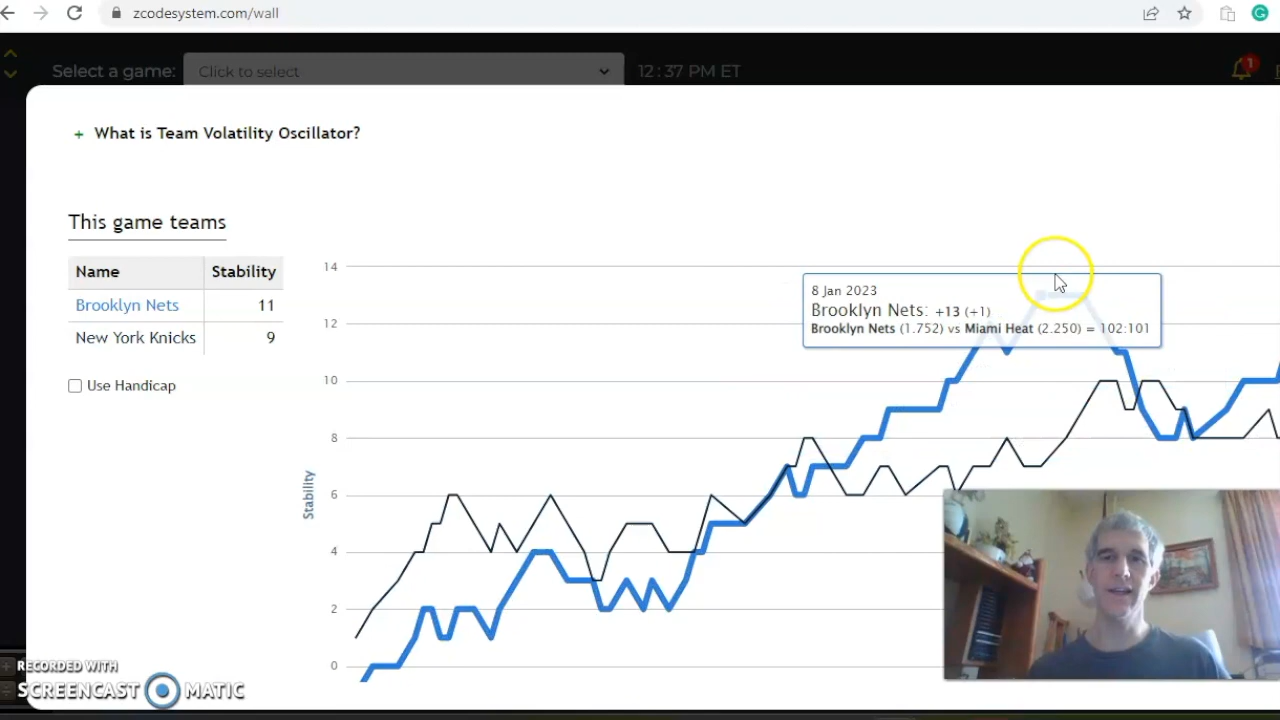 zcodesystem.com/wall
Select a game: Click to select 12:37 PM ET
1
+ What is Team Volatility Oscillator?
This game teams
Name Stability
Brooklyn Nets 11
New York Knicks 9
Use Handicap
Stability
14
12
10
8
6
4
2
0
8 Jan 2023
Brooklyn Nets: +13 (+1)
Brooklyn Nets (1.752) vs Miami Heat (2.250) = 102:101
RECORDED WITH
SCREENCAST MATIC